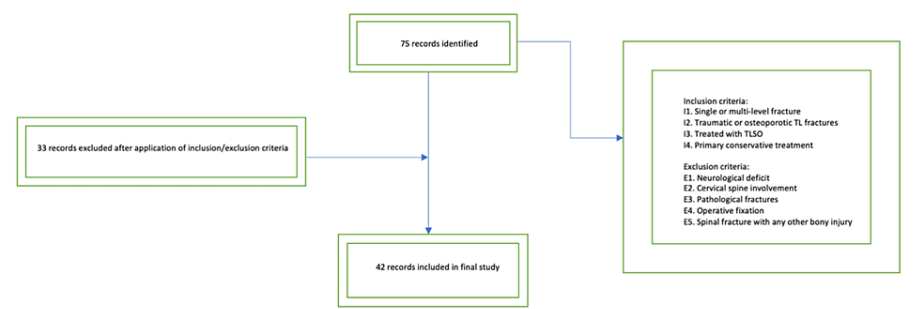 75 records identified
Inclusion criteria:
I1. Single or multi-level fracture
I2. Traumatic or osteoporotic TL fractures
I3. Treated with TLSO
I4. Primary conservative treatment
Exclusion criteria:
E1. Neurological deficit
E2. Cervical spine involvement
E3. Pathological fractures
E4. Operative fixation
E5. Spinal fracture with any other bony injury
33 records excluded after application of inclusion/exclusion criteria
42 records included in final study